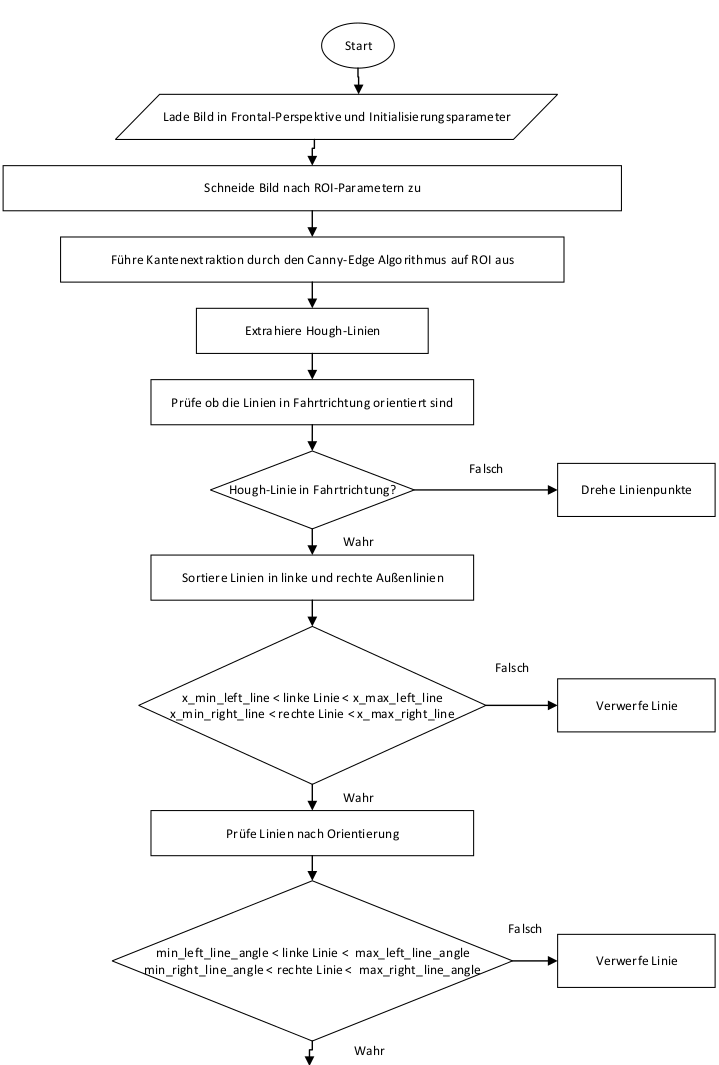 Start
Lade Bild in Frontal-Perspektive und Initialisierungsparameter
Schneide Bild nach ROI-Parametern zu
Führe Kantenextraktion durch den Canny-Edge Algorithmus auf ROI aus
Extrahiere Hough-Linien
Prüfe ob die Linien in Fahrtrichtung orientiert sind
Hough-Linie in Fahrtrichtung?
Falsch
Drehe Linienpunkte
Wahr
Sortiere Linien in linke und rechte Außenlinien
x_min_left_line < linke Linie < x_max_left_line
x_min_right_line < rechte Linie < x_max_right_line
Falsch
Verwerfe Linie
Wahr
Prüfe Linien nach Orientierung
min_left_line_angle < linke Linie < max_left_line_angle
min_right_line_angle < rechte Linie < max_right_line_angle
Falsch
Verwerfe Linie
Wahr